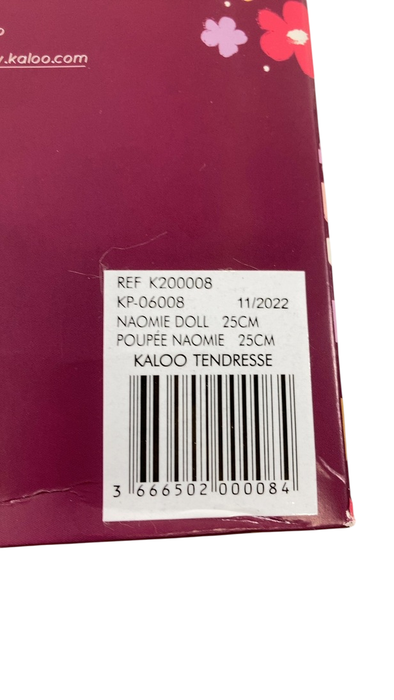 .kaloo.com
REF K200008
KP-06008 11/2022
NAOMIE DOLL 25CM
POUPÉE NAOMIE 25CM
KALOO TENDRESSE
3 666502 000084